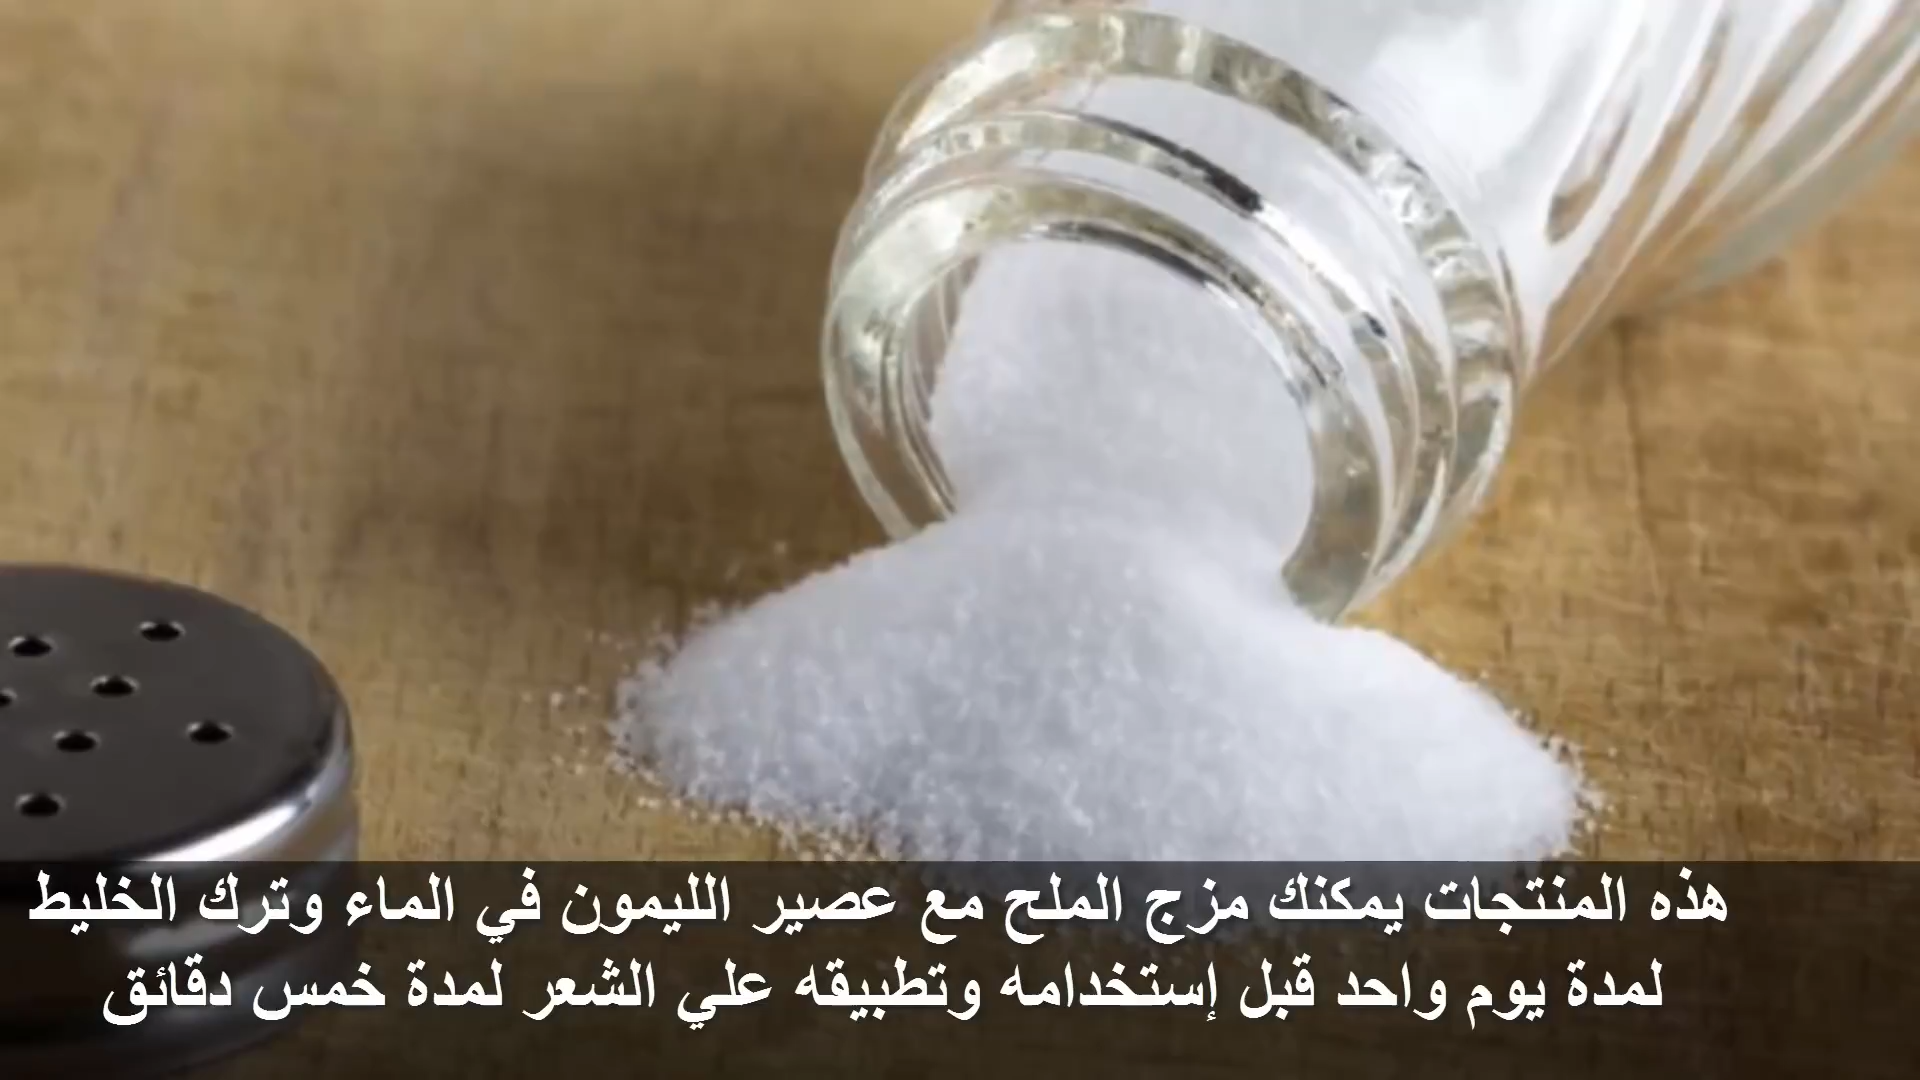 هذه المنتجات يمكنك مزج الملح مع عصير الليمون في الماء وترك الخليط
لمدة يوم واحد قبل إستخدامه وتطبيقه علي الشعر لمدة خمس دقائق